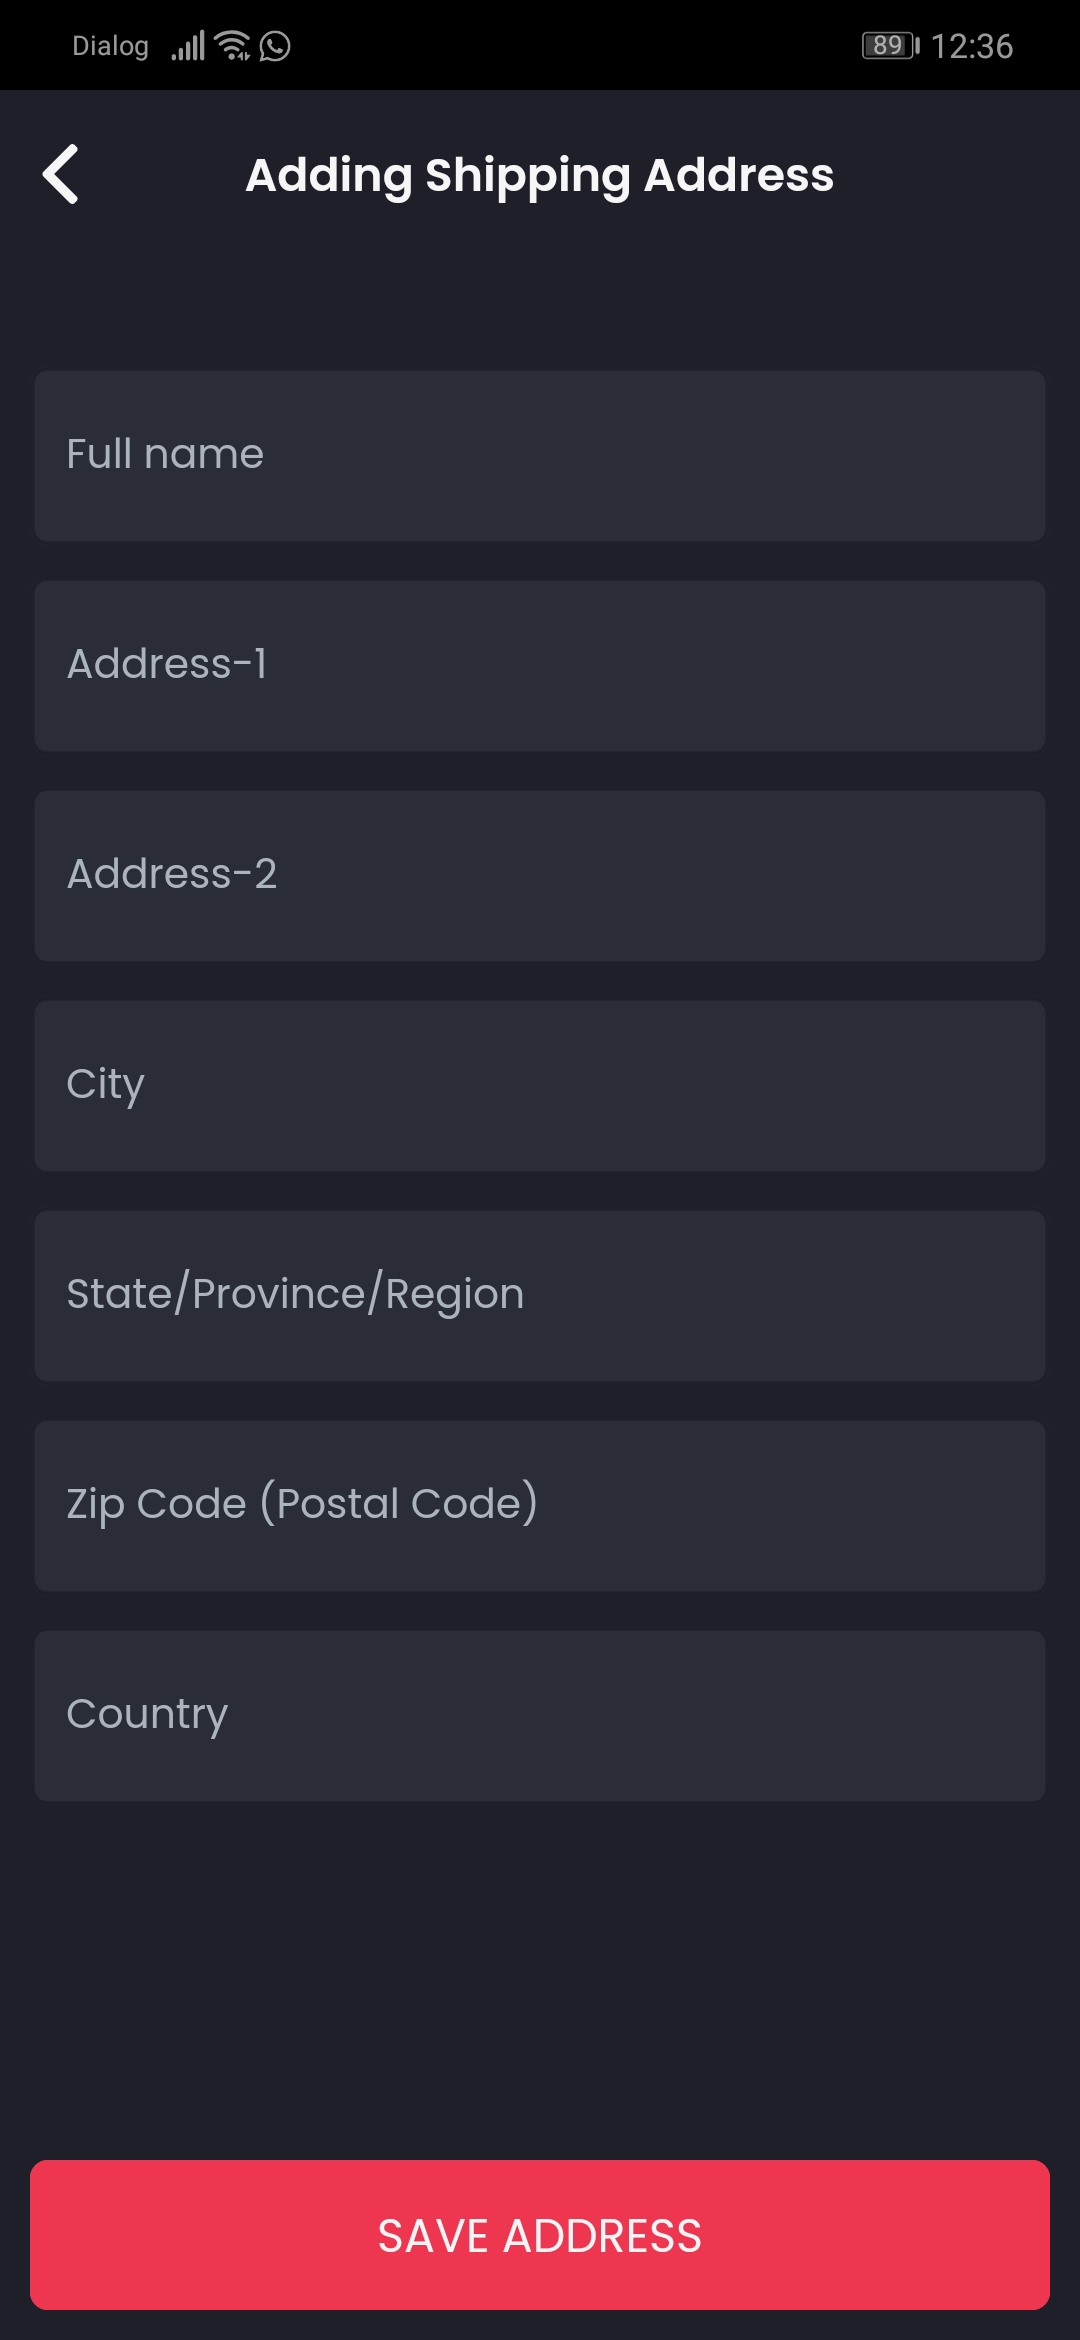 Dialog 89 12:36
Adding Shipping Address
Full name
Address-1
Address-2
City
State/Province/Region
Zip Code (Postal Code)
Country
SAVE ADDRESS